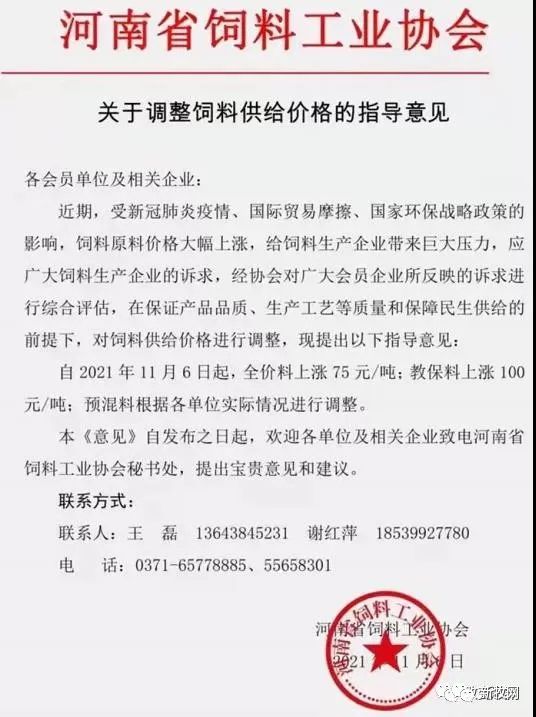 河南省饲料工业协会
关于调整饲料供给价格的指导意见
各会员单位及相关企业：
近期，受新冠肺炎疫情、国际贸易摩擦、国家环保战略政策的
影响，饲料原料价格大幅上涨，给饲料生产企业带来巨大压力，应
广大饲料生产企业的诉求，经协会对广大会员企业所反映的诉求进
行综合评估，在保证产品品质、生产工艺等质量和保障民生供给的
前提下，对饲料供给价格进行调整，现提出以下指导意见：
自 2021 年 11 月 6 日起，全价料上涨 75 元/吨；教保料上涨 100
元/吨；预混料根据各单位实际情况进行调整。
本《意见》自发布之日起，欢迎各单位及相关企业致电河南省
饲料工业协会秘书处，提出宝贵意见和建议。
联系方式：
联系人：王 磊 13643845231 谢红萍 18539927780
电 话：0371-65778885、55658301
河南省饲料工业协会
2021 年 11 月 6 日
河南省饲料工业协会
新牧网